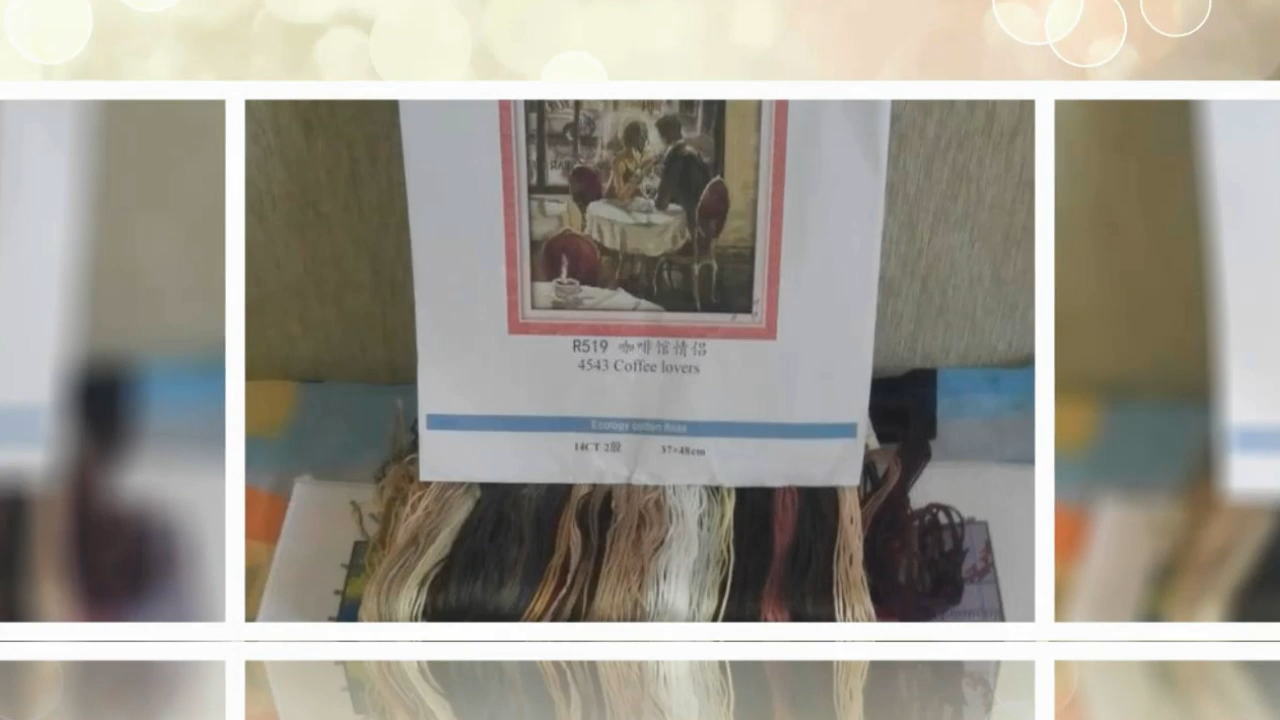 R519 咖啡馆情侣
4543 Coffee lovers
Ecology cotton floss
14CT 2股 37×48cm